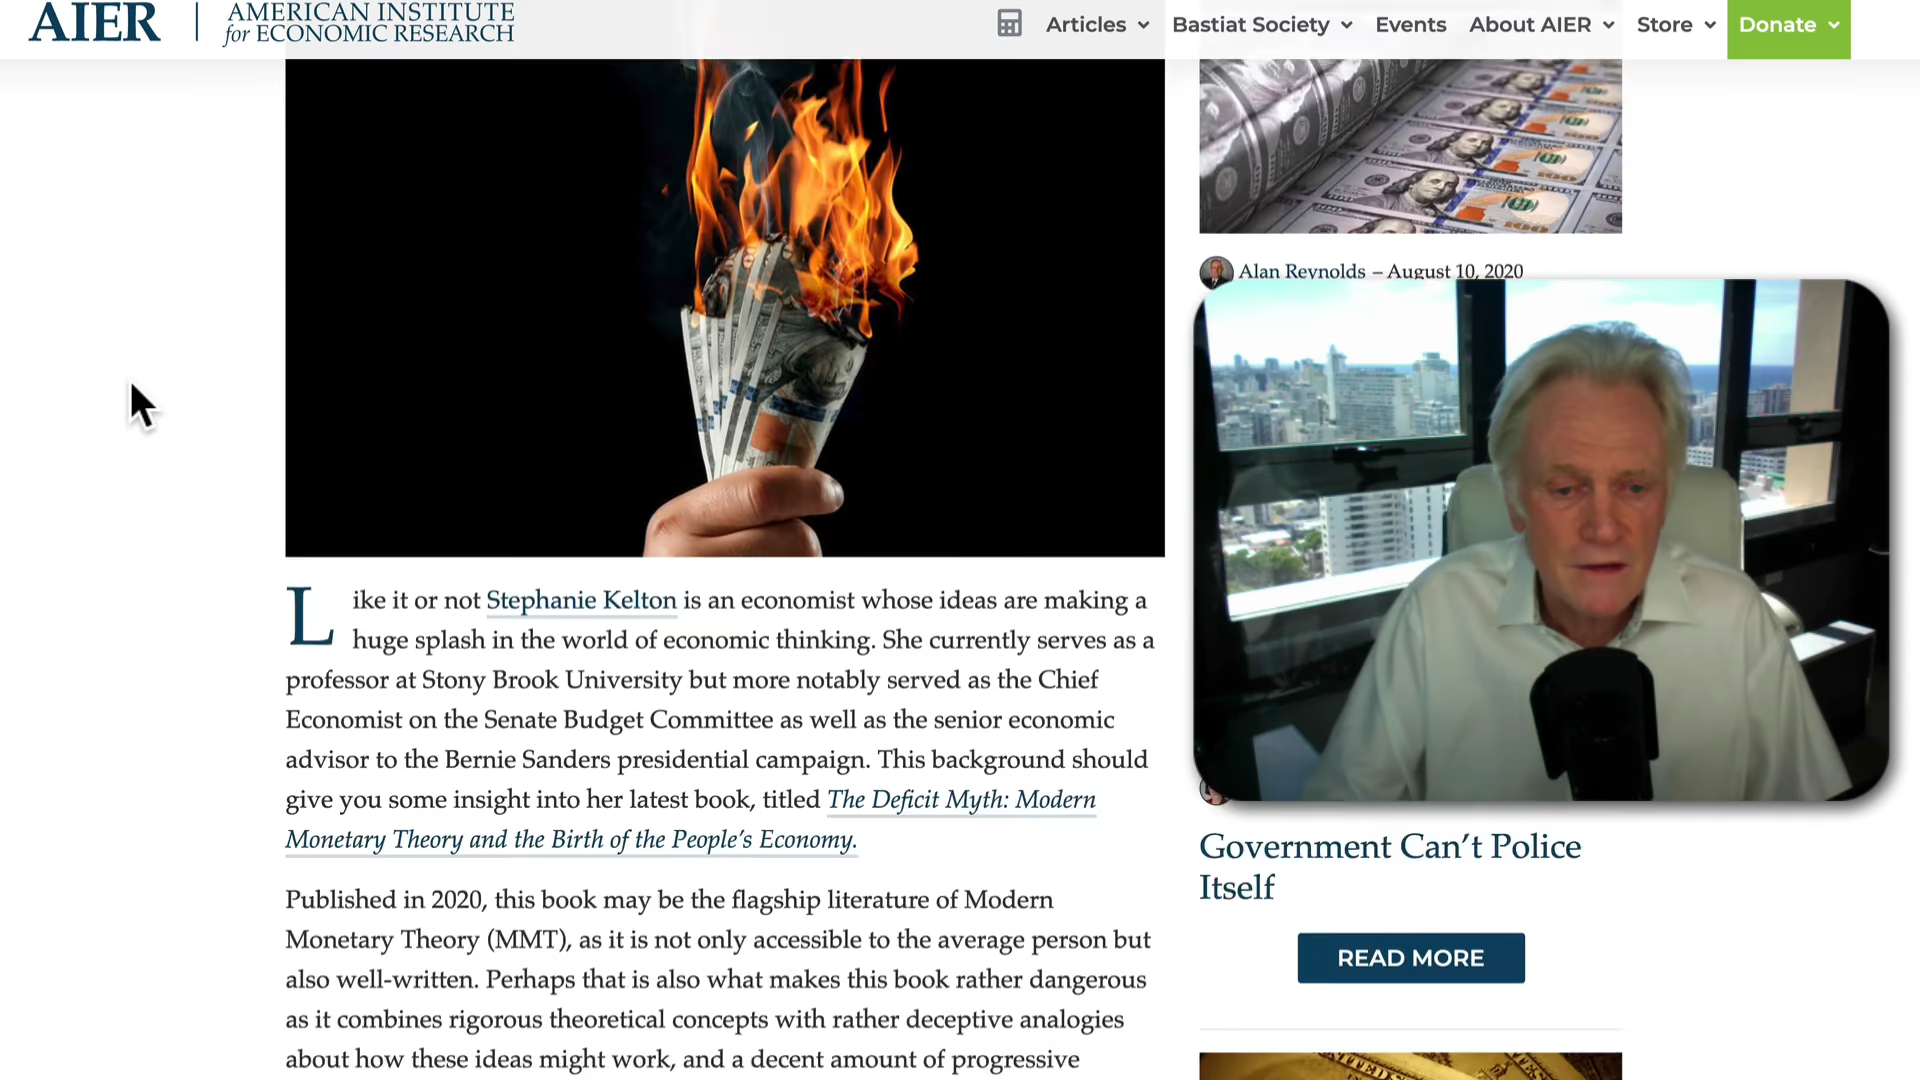 AIER
AMERICAN INSTITUTE
for ECONOMIC RESEARCH
Articles
Bastiat Society
Events
About AIER
Store
Donate
Alan Reynolds – August 10, 2020
Like it or not Stephanie Kelton is an economist whose ideas are making a
huge splash in the world of economic thinking. She currently serves as a
professor at Stony Brook University but more notably served as the Chief
Economist on the Senate Budget Committee as well as the senior economic
advisor to the Bernie Sanders presidential campaign. This background should
give you some insight into her latest book, titled The Deficit Myth: Modern
Monetary Theory and the Birth of the People’s Economy.
Published in 2020, this book may be the flagship literature of Modern
Monetary Theory (MMT), as it is not only accessible to the average person but
also well-written. Perhaps that is also what makes this book rather dangerous
as it combines rigorous theoretical concepts with rather deceptive analogies
about how these ideas might work, and a decent amount of progressive
Government Can’t Police
Itself
READ MORE